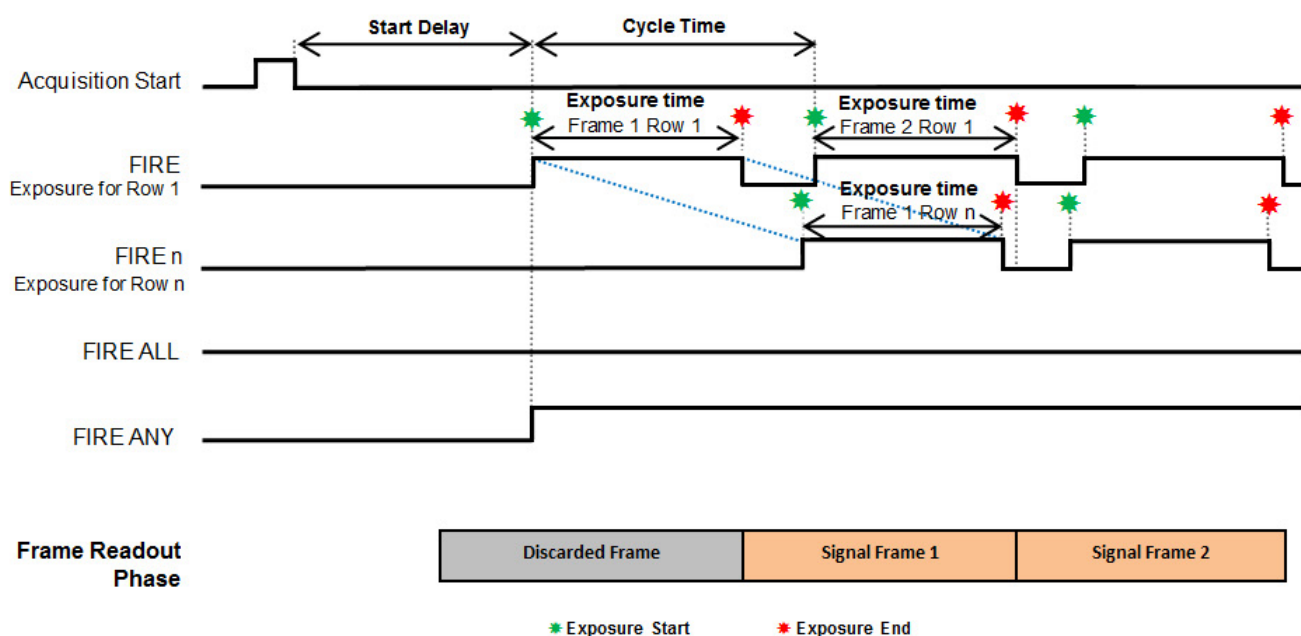 Start Delay
Cycle Time
Acquisition Start
Exposure time
Frame 1 Row 1
Exposure time
Frame 2 Row 1
FIRE
Exposure for Row 1
Exposure time
Frame 1 Row n
FIRE n
Exposure for Row n
FIRE ALL
FIRE ANY
Frame Readout
Phase
Discarded Frame
Signal Frame 1
Signal Frame 2
Exposure Start
Exposure End